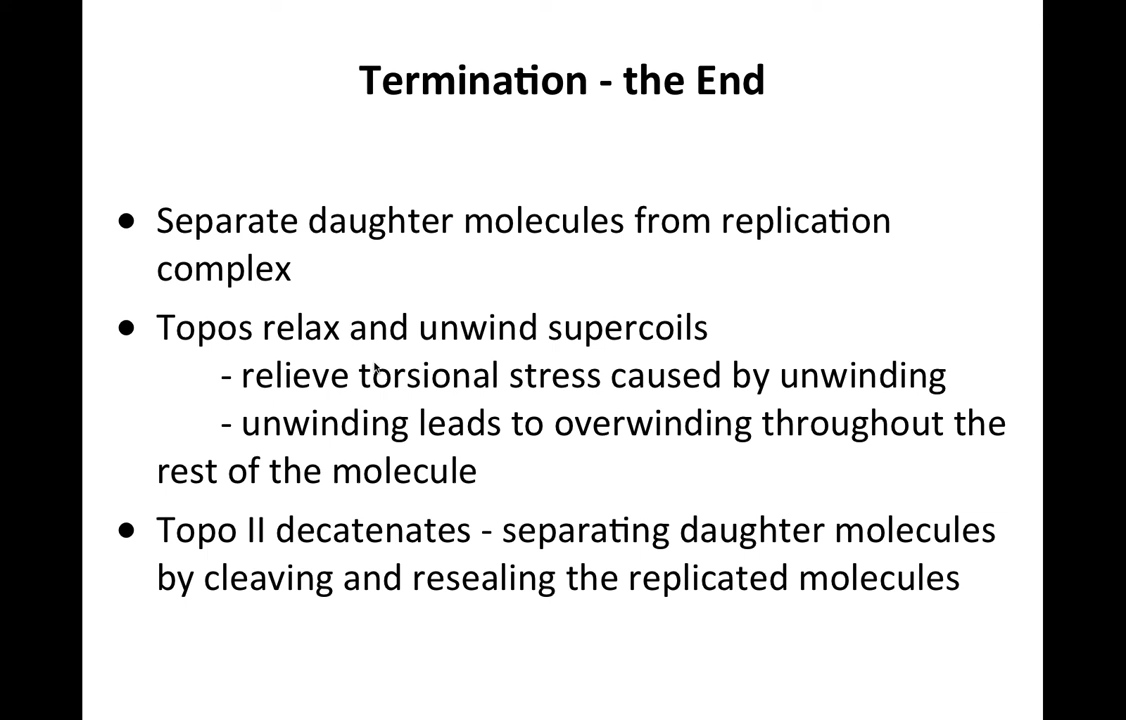 Termination - the End
• Separate daughter molecules from replication
complex
• Topos relax and unwind supercoils
- relieve torsional stress caused by unwinding
- unwinding leads to overwinding throughout the
rest of the molecule
• Topo II decatenates - separating daughter molecules
by cleaving and resealing the replicated molecules